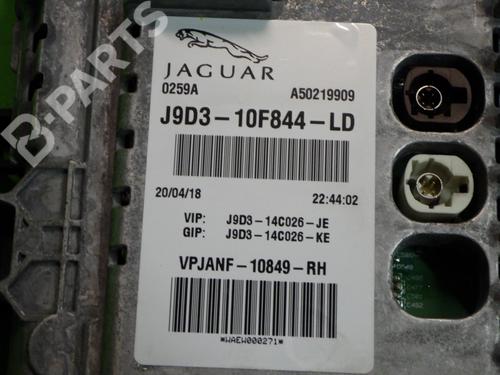 B-PARTS
JAGUAR
0259A A50219909
J9D3-10F844-LD
20/04/18 22:44:02
VIP: J9D3-14C026-JE
GIP: J9D3-14C026-KE
VPJANF-10849-RH
*WAEW000271*